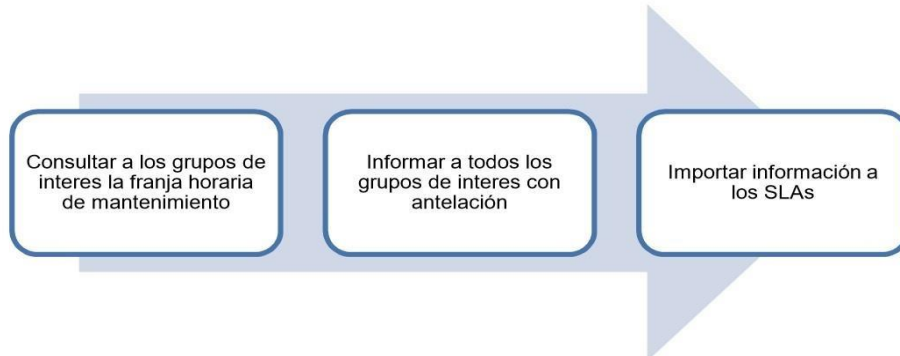 Consultar a los grupos de
interes la franja horaria
de mantenimiento
Informar a todos los
grupos de interes con
antelación
Importar información a
los SLAs